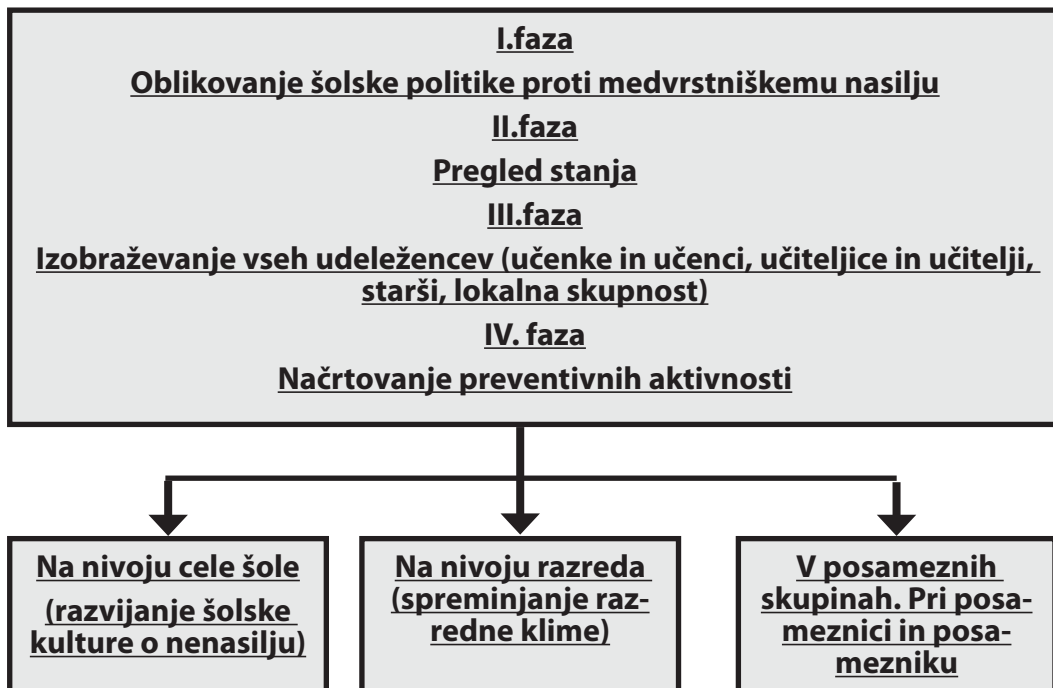 I.faza
Oblikovanje šolske politike proti medvrstniškemu nasilju
II.faza
Pregled stanja
III.faza
Izobraževanje vseh udeležencev (učenke in učenci, učiteljice in učitelji,
starši, lokalna skupnost)
IV. faza
Načrtovanje preventivnih aktivnosti
Na nivoju cele šole
(razvijanje šolske
kulture o nenasilju)
Na nivoju razreda
(spreminjanje raz-
redne klime)
V posameznih
skupinah. Pri posa-
meznici in posa-
mezniku